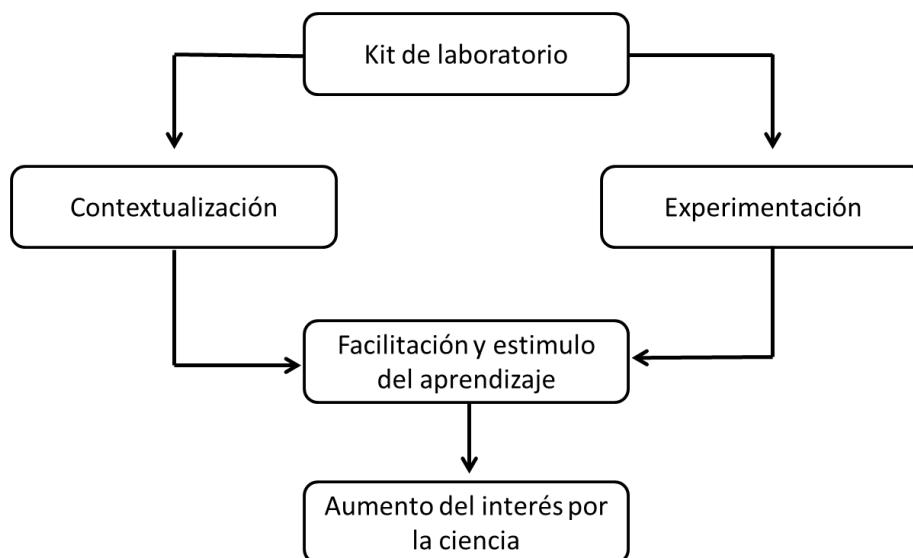 Kit de laboratorio
Contextualización
Experimentación
Facilitación y estimulo
del aprendizaje
Aumento del interés por
la ciencia